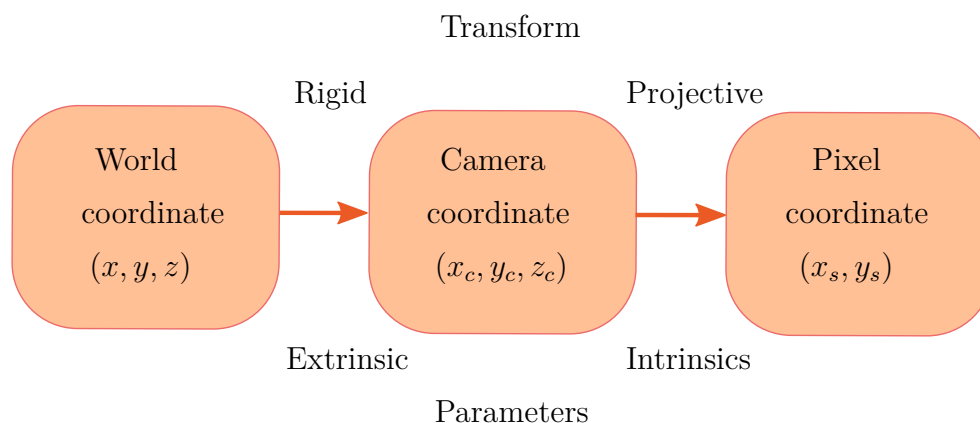 Transform
Rigid
Projective
World
coordinate
(x, y, z)
Camera
coordinate
(x_c, y_c, z_c)
Pixel
coordinate
(x_s, y_s)
Extrinsic
Intrinsics
Parameters